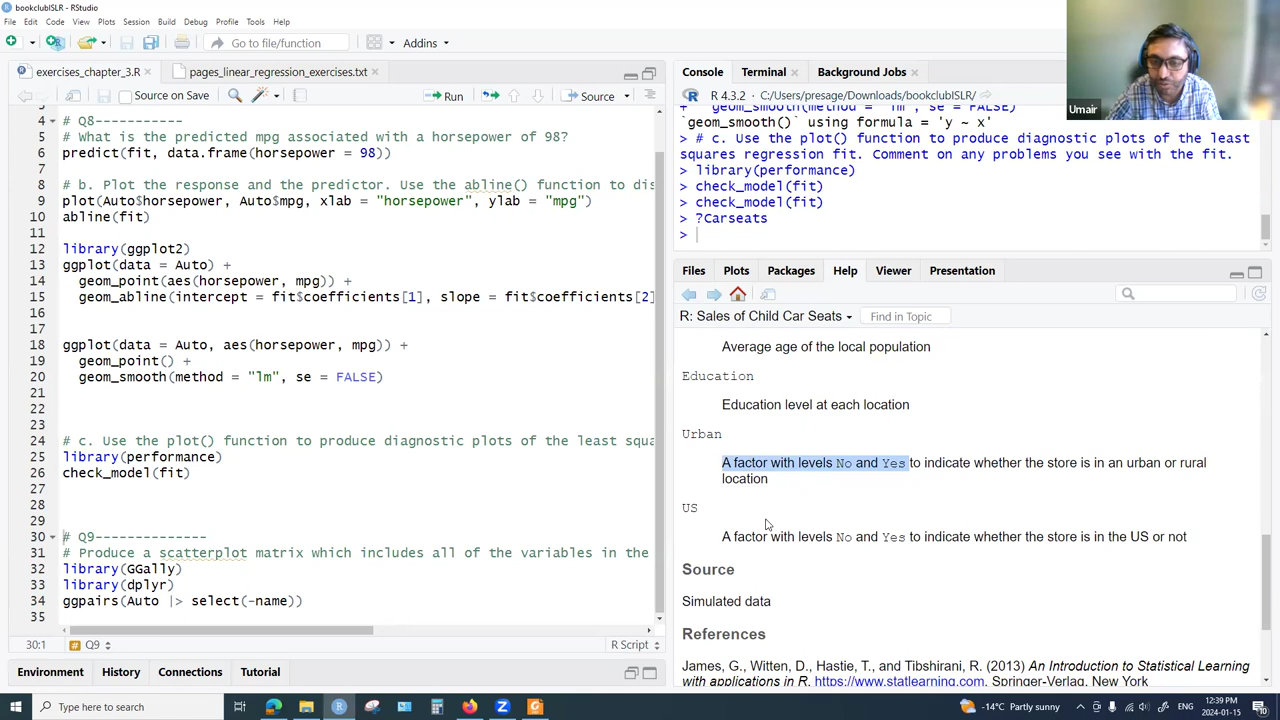 bookclubISLR - RStudio
File Edit Code View Plots Session Build Debug Profile Tools Help
Go to file/function Addins
exercises_chapter_3.R pages_linear_regression_exercises.txt
Source on Save Run Source
4 # Q8-----------
5 # What is the predicted mpg associated with a horsepower of 98?
6 predict(fit, data.frame(horsepower = 98))
7
8 # b. Plot the response and the predictor. Use the abline() function to dis
9 plot(Auto$horsepower, Auto$mpg, xlab = "horsepower", ylab = "mpg")
10 abline(fit)
11
12 library(ggplot2)
13 ggplot(data = Auto) +
14 geom_point(aes(horsepower, mpg)) +
15 geom_abline(intercept = fit$coefficients[1], slope = fit$coefficients[2]
16
17
18 ggplot(data = Auto, aes(horsepower, mpg)) +
19 geom_point() +
20 geom_smooth(method = "lm", se = FALSE)
21
22
23
24 # c. Use the plot() function to produce diagnostic plots of the least squa
25 library(performance)
26 check_model(fit)
27
28
29
30 # Q9--------------
31 # Produce a scatterplot matrix which includes all of the variables in the
32 library(GGally)
33 library(dplyr)
34 ggpairs(Auto |> select(-name))
35
30:1 Q9 R Script
Environment History Connections Tutorial
Console Terminal Background Jobs
R 4.3.2 . C:/Users/presage/Downloads/bookclubISLR/
+ geom_smooth(method = "lm", se = FALSE)
`geom_smooth()` using formula = 'y ~ x'
> # c. Use the plot() function to produce diagnostic plots of the least
squares regression fit. Comment on any problems you see with the fit.
> library(performance)
> check_model(fit)
> check_model(fit)
> ?Carseats
>
Files Plots Packages Help Viewer Presentation
R: Sales of Child Car Seats Find in Topic
Average age of the local population
Education
Education level at each location
Urban
A factor with levels No and Yes to indicate whether the store is in an urban or rural
location
US
A factor with levels No and Yes to indicate whether the store is in the US or not
Source
Simulated data
References
James, G., Witten, D., Hastie, T., and Tibshirani, R. (2013) An Introduction to Statistical Learning
with applications in R, https://www.statlearning.com, Springer-Verlag, New York
Umair
Type here to search
-14°C Partly sunny
ENG
12:39 PM
2024-01-15
10